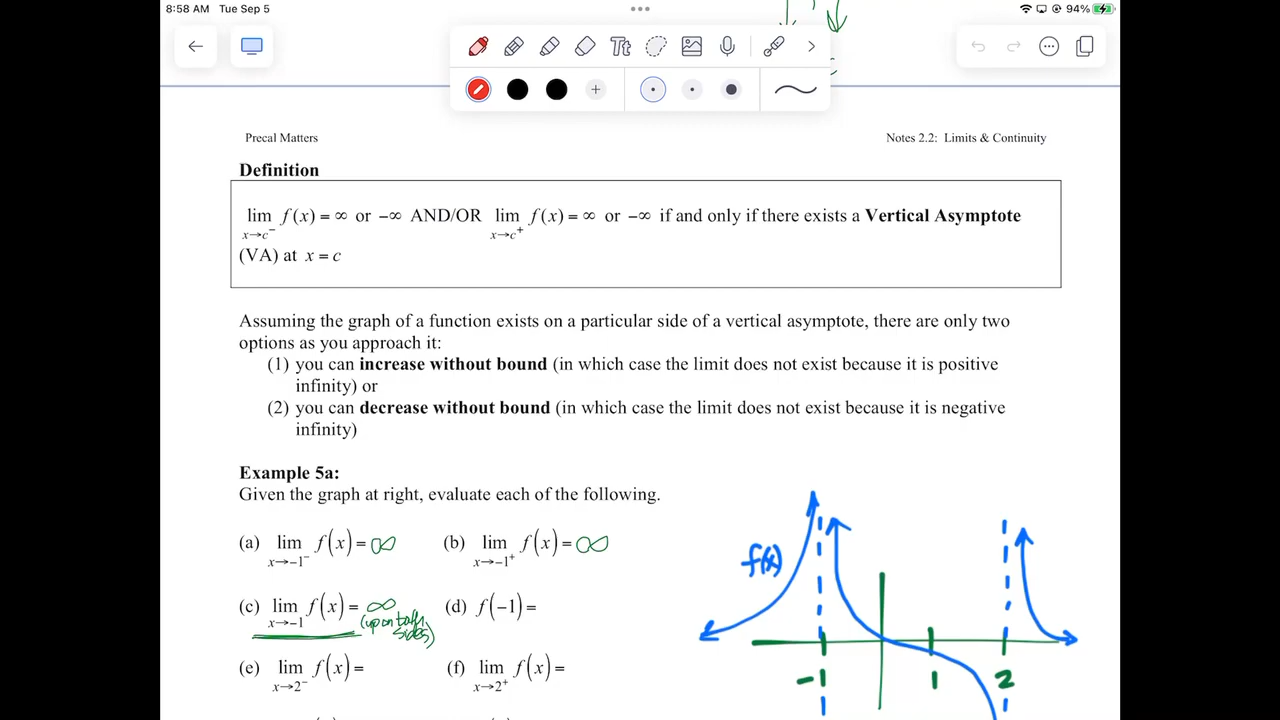 8:58 AM Tue Sep 5
94%
Tt
Precal Matters
Notes 2.2: Limits & Continuity
Definition
lim x→c⁻ f(x) = ∞ or −∞ AND/OR lim x→c⁺ f(x) = ∞ or −∞ if and only if there exists a Vertical Asymptote
(VA) at x = c
Assuming the graph of a function exists on a particular side of a vertical asymptote, there are only two
options as you approach it:
(1) you can increase without bound (in which case the limit does not exist because it is positive
infinity) or
(2) you can decrease without bound (in which case the limit does not exist because it is negative
infinity)
Example 5a:
Given the graph at right, evaluate each of the following.
(a) lim x→−1⁻ f(x) = ∞ (b) lim x→−1⁺ f(x) = ∞
(c) lim x→−1 f(x) = ∞ (d) f(−1) =
(up on both
sides)
(e) lim x→2⁻ f(x) = (f) lim x→2⁺ f(x) =
f(x)
-1 1 2